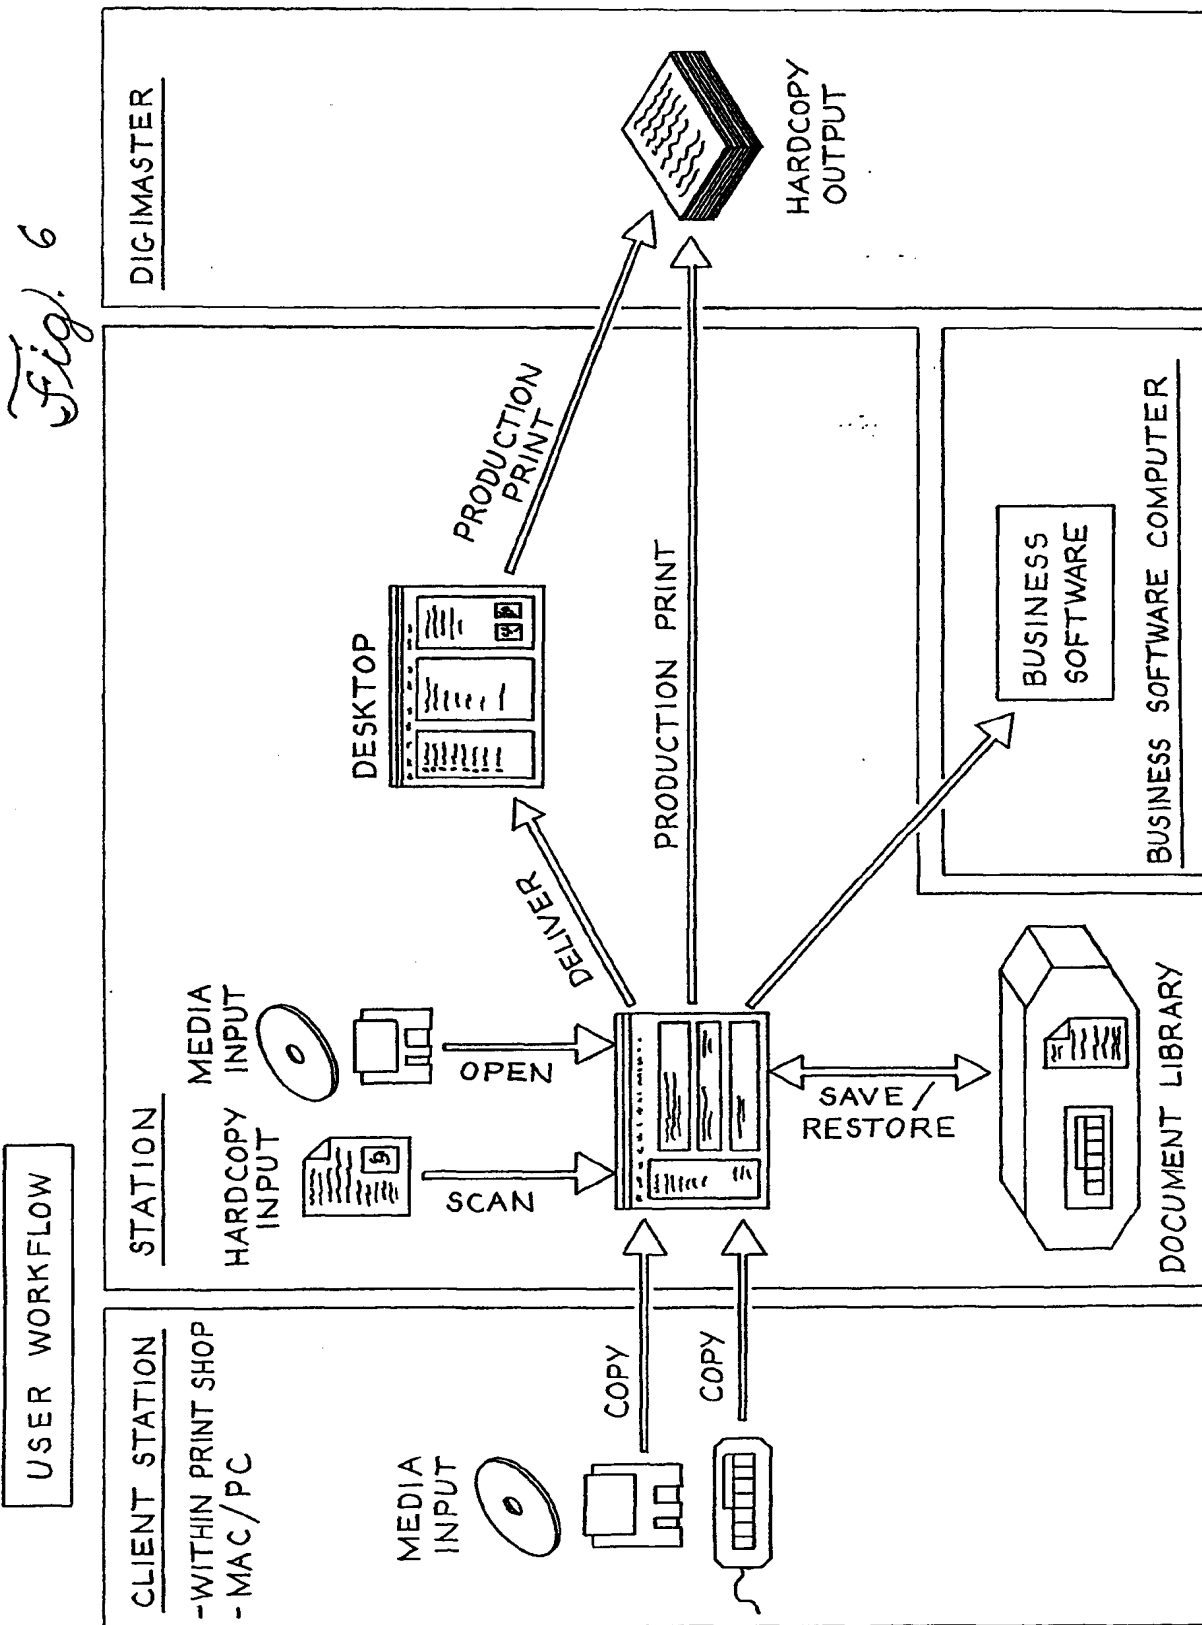 USER WORKFLOW
Fig. 6
CLIENT STATION
-WITHIN PRINT SHOP
- MAC/PC
MEDIA
INPUT
COPY
COPY
STATION
HARDCOPY
INPUT
MEDIA
INPUT
SCAN
OPEN
DELIVER
DESKTOP
PRODUCTION
PRINT
PRODUCTION PRINT
SAVE/
RESTORE
DOCUMENT LIBRARY
BUSINESS
SOFTWARE
BUSINESS SOFTWARE COMPUTER
DIGIMASTER
HARDCOPY
OUTPUT